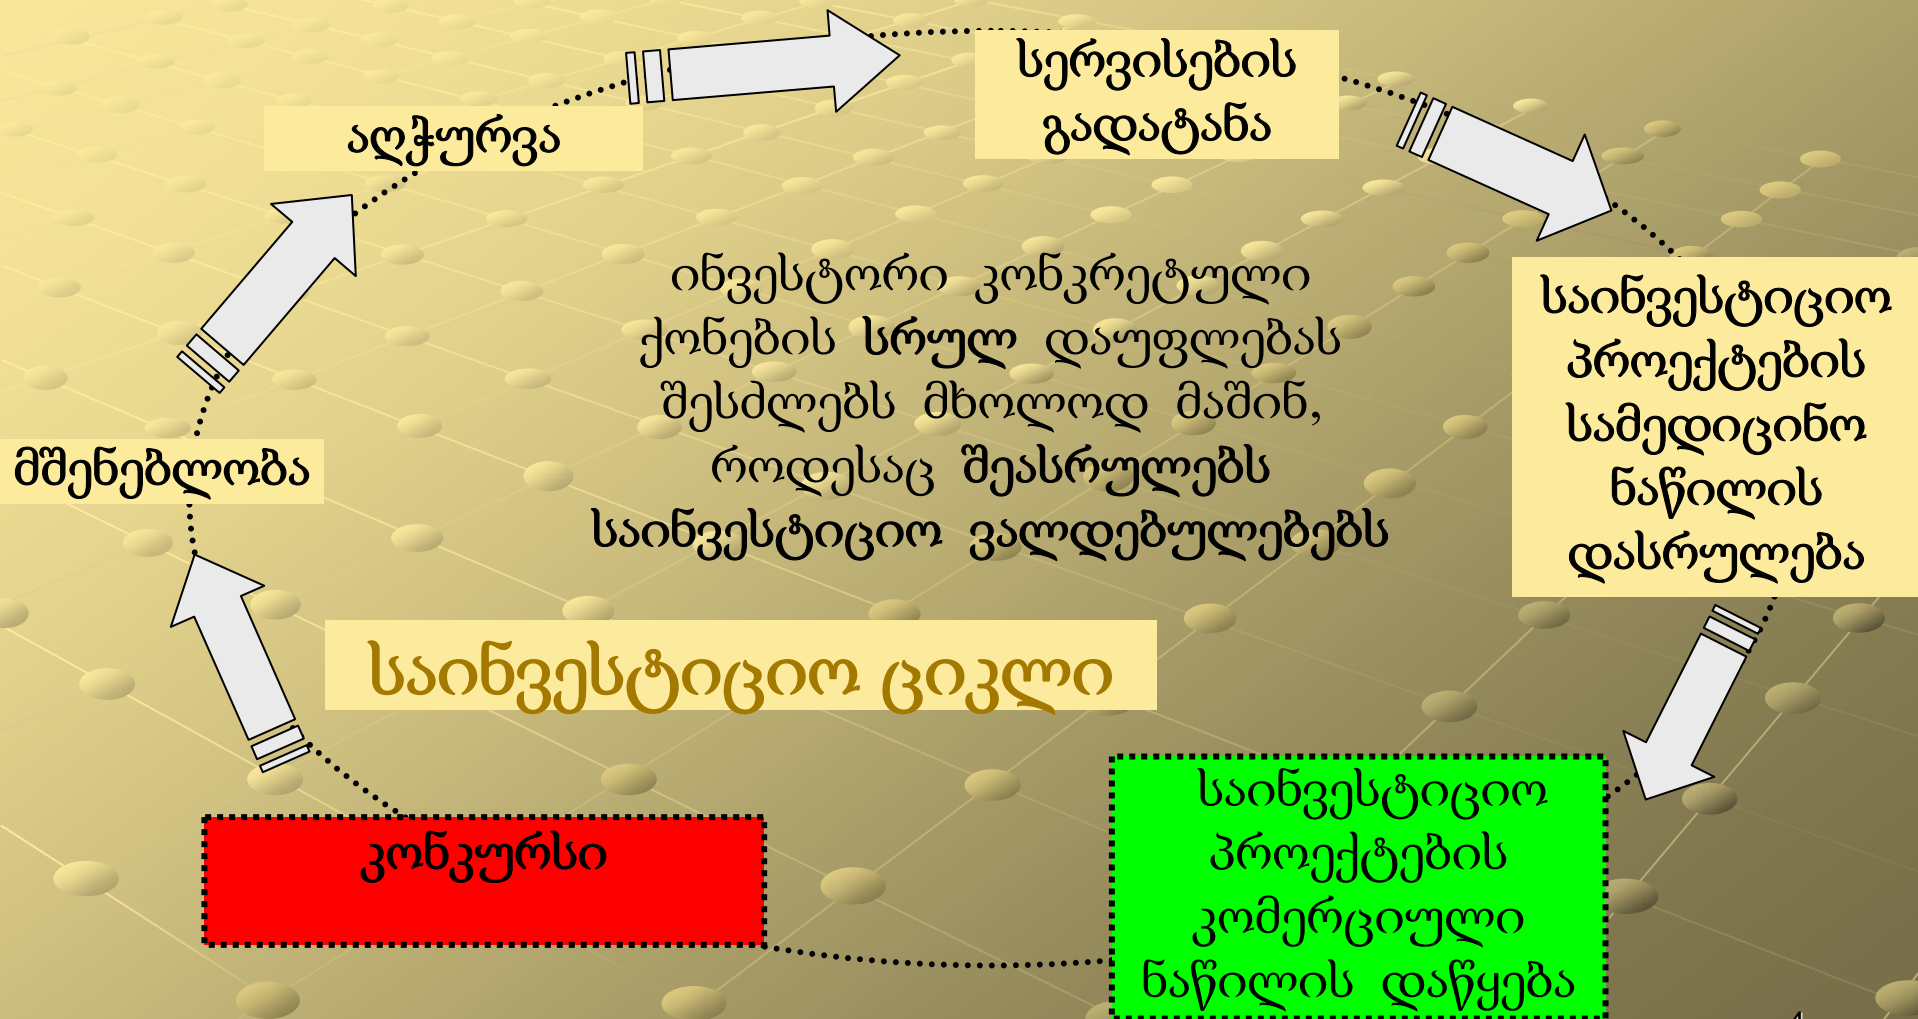 სერვისების
გადატანა
აღჭურვა
ინვესტორი კონკრეტული
ქონების სრულ დაუფლებას
შესძლებს მხოლოდ მაშინ,
როდესაც შეასრულებს
საინვესტიციო ვალდებულებებს
საინვესტიციო
პროექტების
სამედიცინო
ნაწილის
დასრულება
მშენებლობა
საინვესტიციო ციკლი
კონკურსი
საინვესტიციო
პროექტების
კომერციული
ნაწილის დაწყება